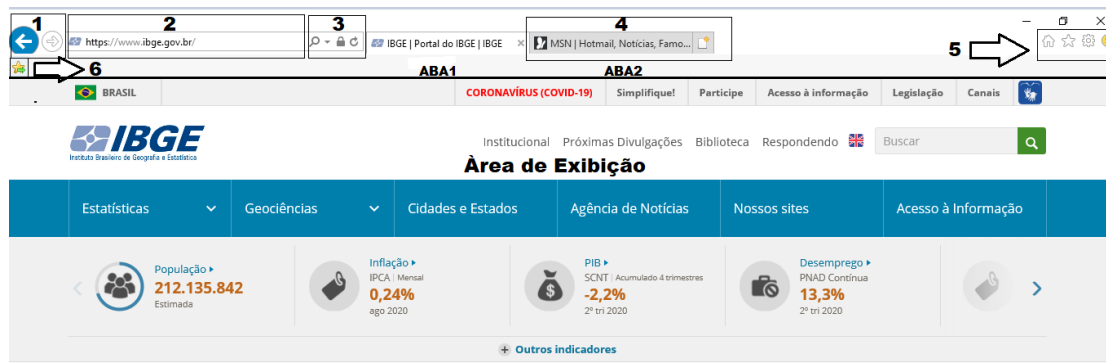 1 2 3 4
https://www.ibge.gov.br/ IBGE | Portal do IBGE | IBGE MSN | Hotmail, Notícias, Famo... 5
6 ABA1 ABA2
BRASIL CORONAVÍRUS (COVID-19) Simplifique! Participe Acesso à informação Legislação Canais
IBGE
Instituto Brasileiro de Geografia e Estatística
Institucional Próximas Divulgações Biblioteca Respondendo Buscar
Àrea de Exibição
Estatísticas Geociências Cidades e Estados Agência de Notícias Nossos sites Acesso à Informação
População Inflação PIB Desemprego
IPCA | Mensal SCNT | Acumulado 4 trimestres PNAD Contínua
212.135.842 0,24% -2,2% 13,3%
Estimada ago 2020 2º tri 2020 2º tri 2020
+ Outros indicadores